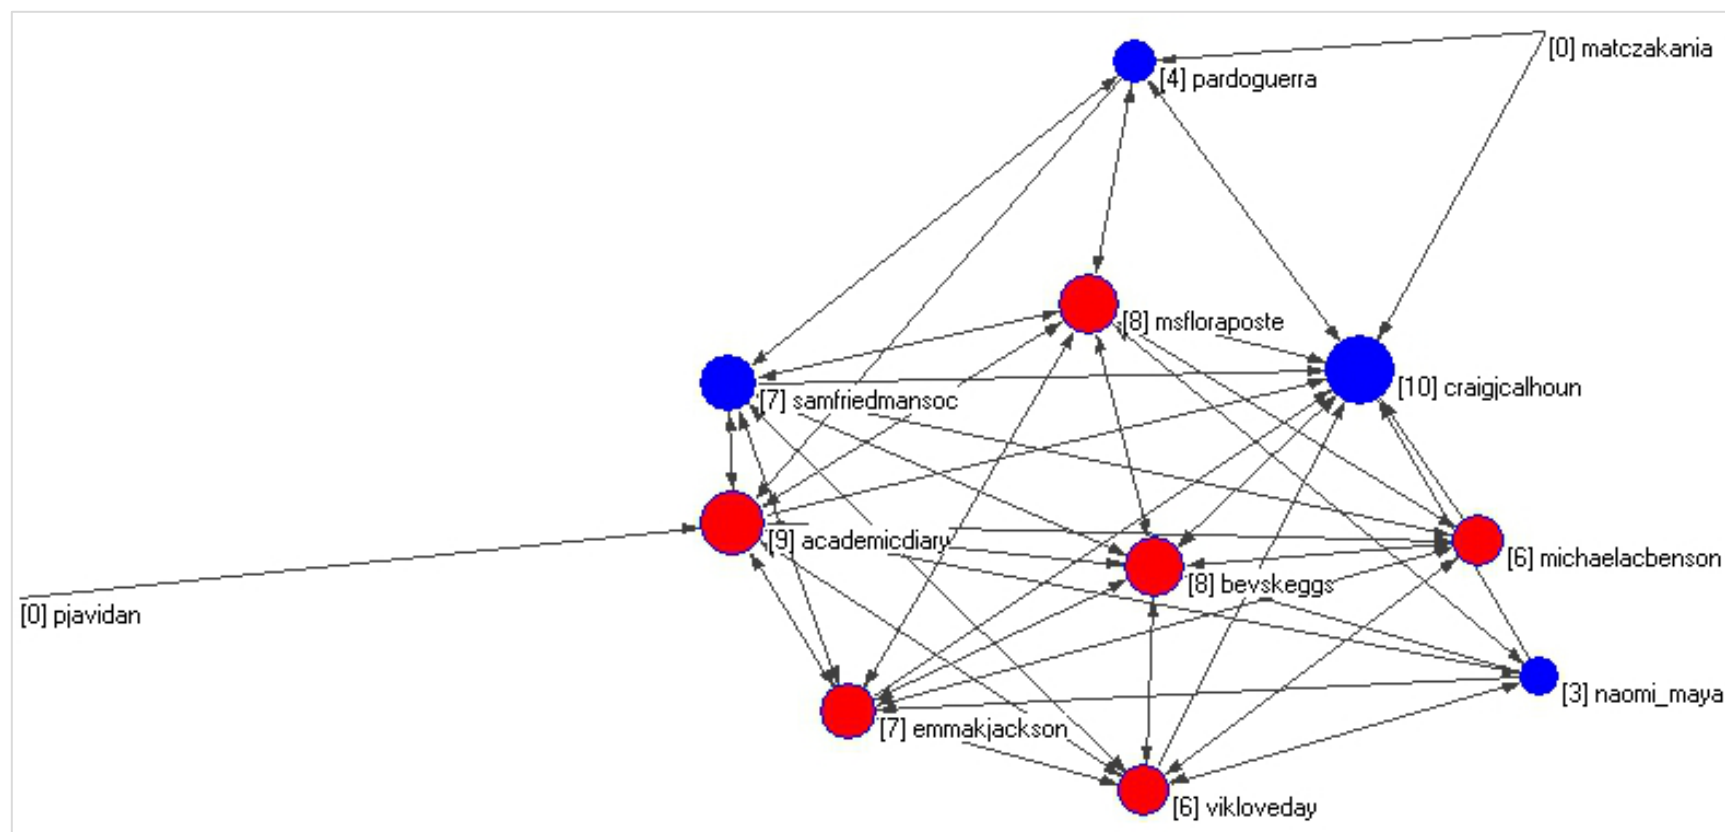 [0] matczakania
[4] pardoguerra
[8] msfloraposte
[10] craigjcalhoun
[7] samfriedmansoc
[9] academicdiary
[6] michaelacbenson
[8] bevskeggs
[0] pjavidan
[3] naomi_maya
[7] emmakjackson
[6] vikloveday